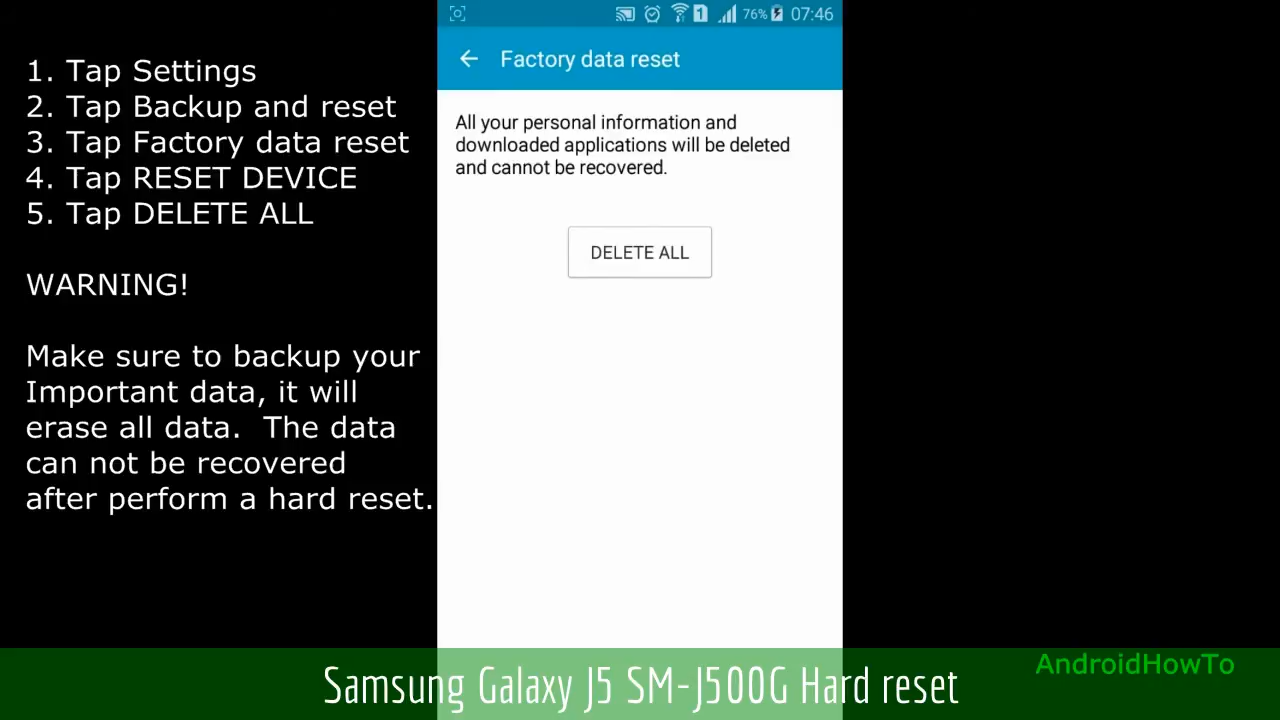 1. Tap Settings
2. Tap Backup and reset
3. Tap Factory data reset
4. Tap RESET DEVICE
5. Tap DELETE ALL
WARNING!
Make sure to backup your
Important data, it will
erase all data.  The data
can not be recovered
after perform a hard reset.
1 76% 07:46
Factory data reset
All your personal information and
downloaded applications will be deleted
and cannot be recovered.
DELETE ALL
AndroidHowTo
Samsung Galaxy J5 SM-J500G Hard reset